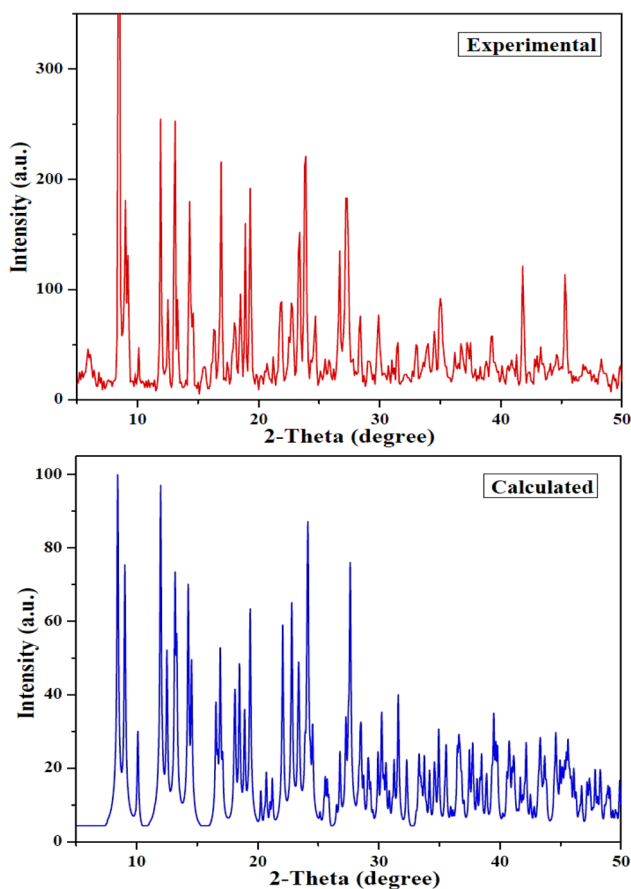 Experimental
Intensity (a.u.)
300
200
100
0
10 20 30 40 50
2-Theta (degree)
Calculated
Intensity (a.u.)
100
80
60
40
20
0
10 20 30 40 50
2-Theta (degree)